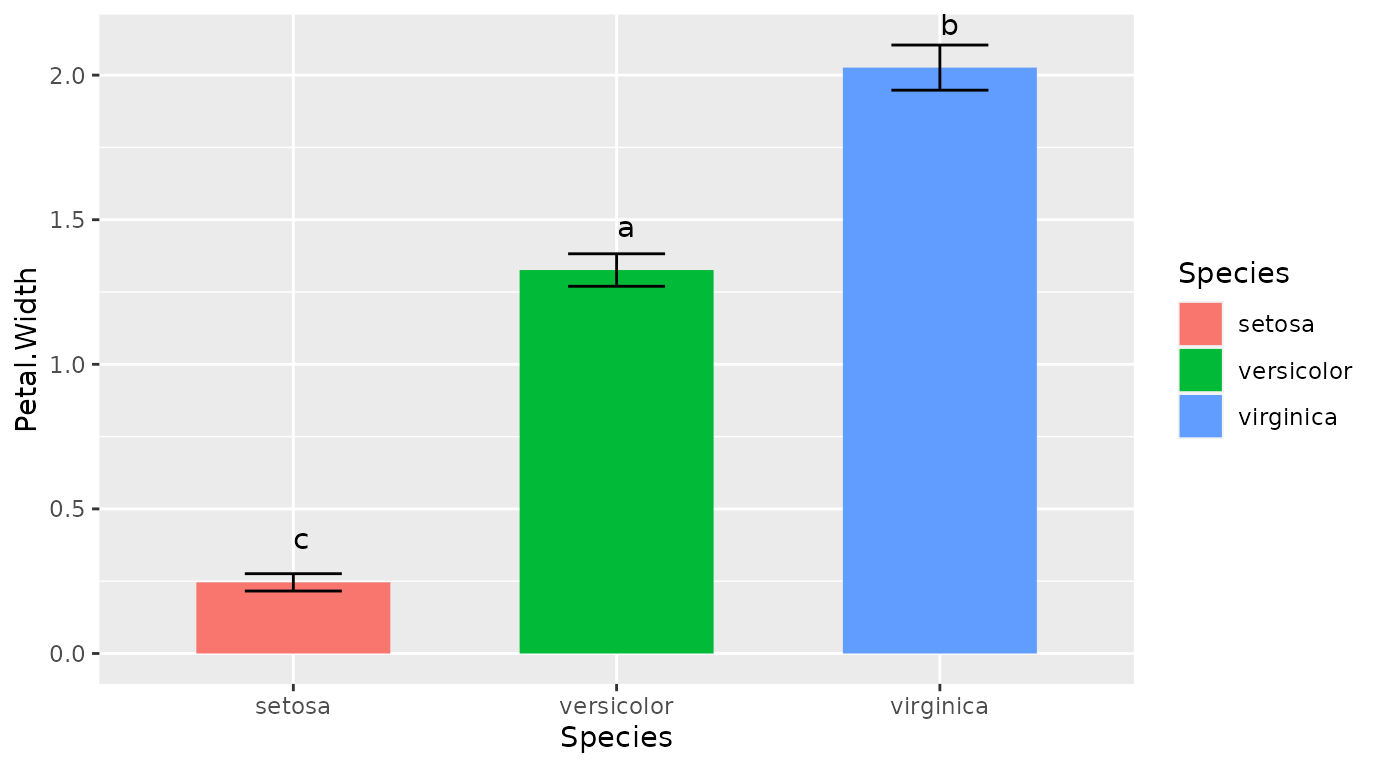 b
2.0
1.5
a
Petal.Width
1.0
0.5
c
0.0
setosa
versicolor
virginica
Species
Species
setosa
versicolor
virginica